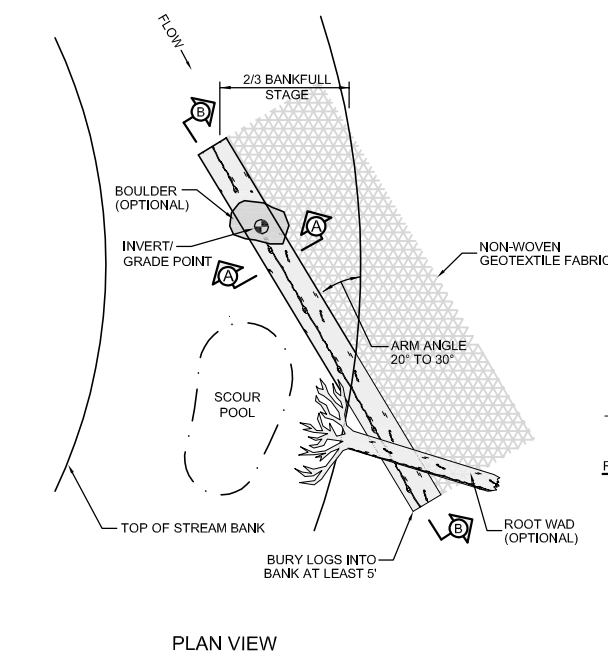 FLOW
2/3 BANKFULL
STAGE
B
BOULDER
(OPTIONAL)
A
INVERT/
GRADE POINT
A
NON-WOVEN
GEOTEXTILE FABRIC
ARM ANGLE
20° TO 30°
SCOUR
POOL
TOP OF STREAM BANK
B
ROOT WAD
(OPTIONAL)
BURY LOGS INTO
BANK AT LEAST 5'
PLAN VIEW